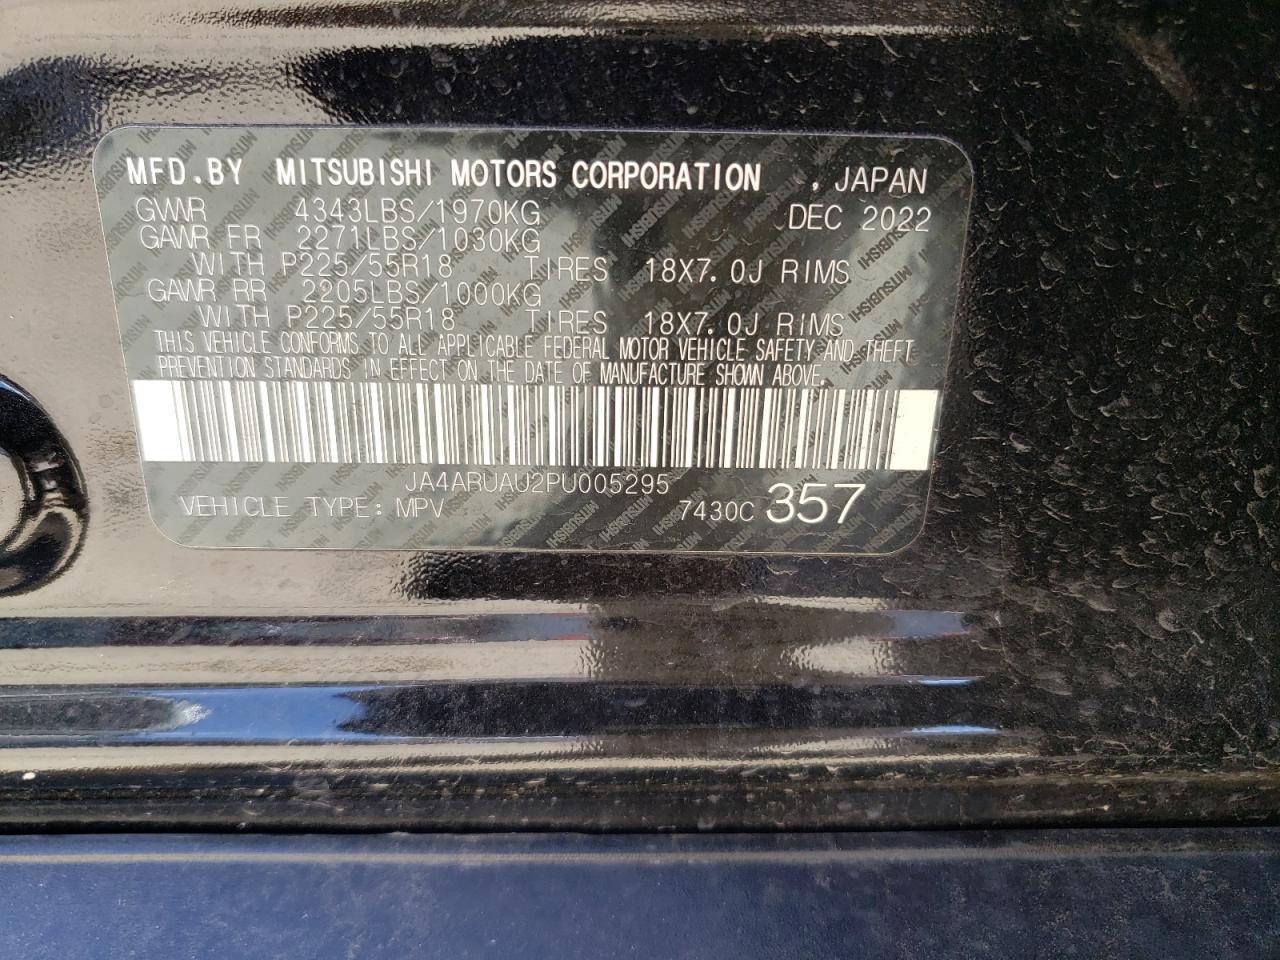 MFD.BY MITSUBISHI MOTORS CORPORATION , JAPAN
GVWR 4343LBS/1970KG DEC 2022
GAWR FR 2271LBS/1030KG
WITH P225/55R18 TIRES 18X7.0J RIMS
GAWR RR 2205LBS/1000KG
WITH P225/55R18 TIRES 18X7.0J RIMS
THIS VEHICLE CONFORMS TO ALL APPLICABLE FEDERAL MOTOR VEHICLE SAFETY AND THEFT
PREVENTION STANDARDS IN EFFECT ON THE DATE OF MANUFACTURE SHOWN ABOVE.
JA4ARUAU2PU005295
VEHICLE TYPE: MPV 7430C 357